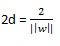 2d = 2/||w||